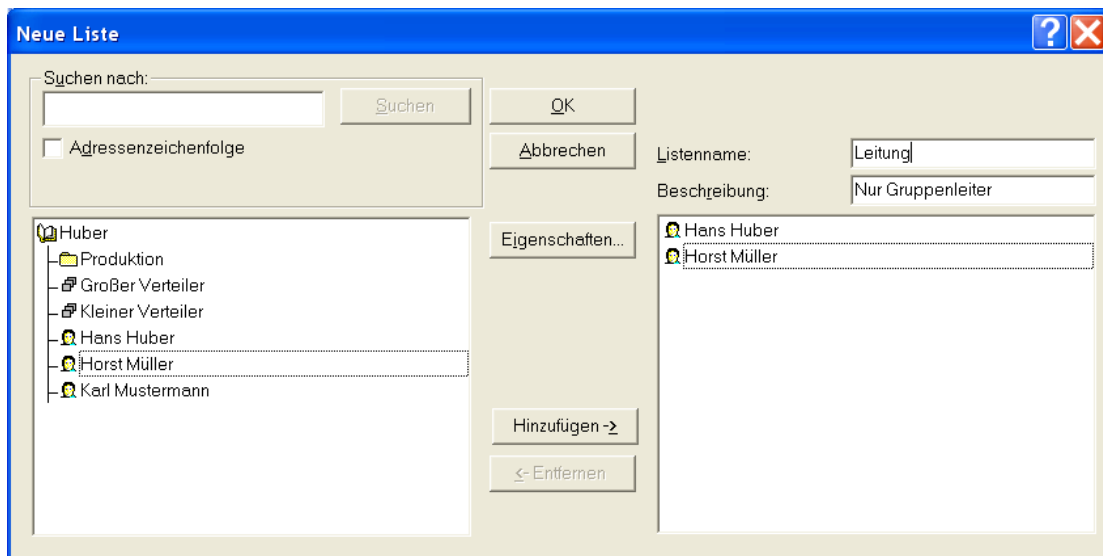 Neue Liste
Suchen nach:
Suchen
Adressenzeichenfolge
OK
Abbrechen
Listenname:
Leitung
Beschreibung:
Nur Gruppenleiter
Huber
Produktion
Großer Verteiler
Kleiner Verteiler
Hans Huber
Horst Müller
Karl Mustermann
Eigenschaften...
Hinzufügen ->
<- Entfernen
Hans Huber
Horst Müller